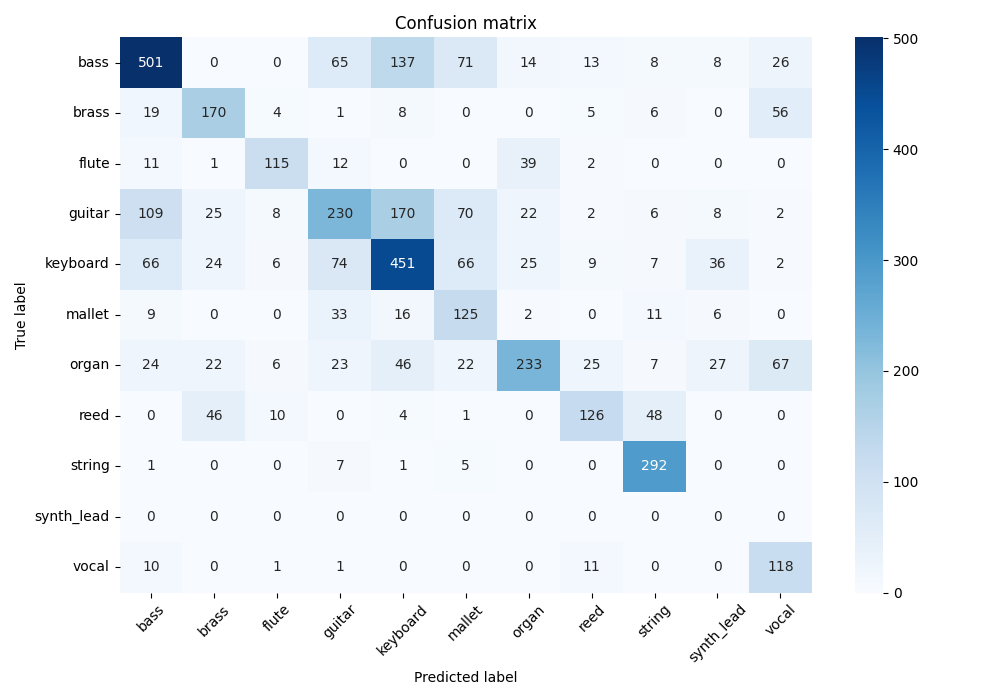 Confusion matrix
bass 501 0 0 65 137 71 14 13 8 8 26
brass 19 170 4 1 8 0 0 5 6 0 56
flute 11 1 115 12 0 0 39 2 0 0 0
guitar 109 25 8 230 170 70 22 2 6 8 2
keyboard 66 24 6 74 451 66 25 9 7 36 2
mallet 9 0 0 33 16 125 2 0 11 6 0
organ 24 22 6 23 46 22 233 25 7 27 67
reed 0 46 10 0 4 1 0 126 48 0 0
string 1 0 0 7 1 5 0 0 292 0 0
synth_lead 0 0 0 0 0 0 0 0 0 0 0
vocal 10 0 1 1 0 0 0 11 0 0 118
bass brass flute guitar keyboard mallet organ reed string synth_lead vocal
Predicted label
True label
500
400
300
200
100
0